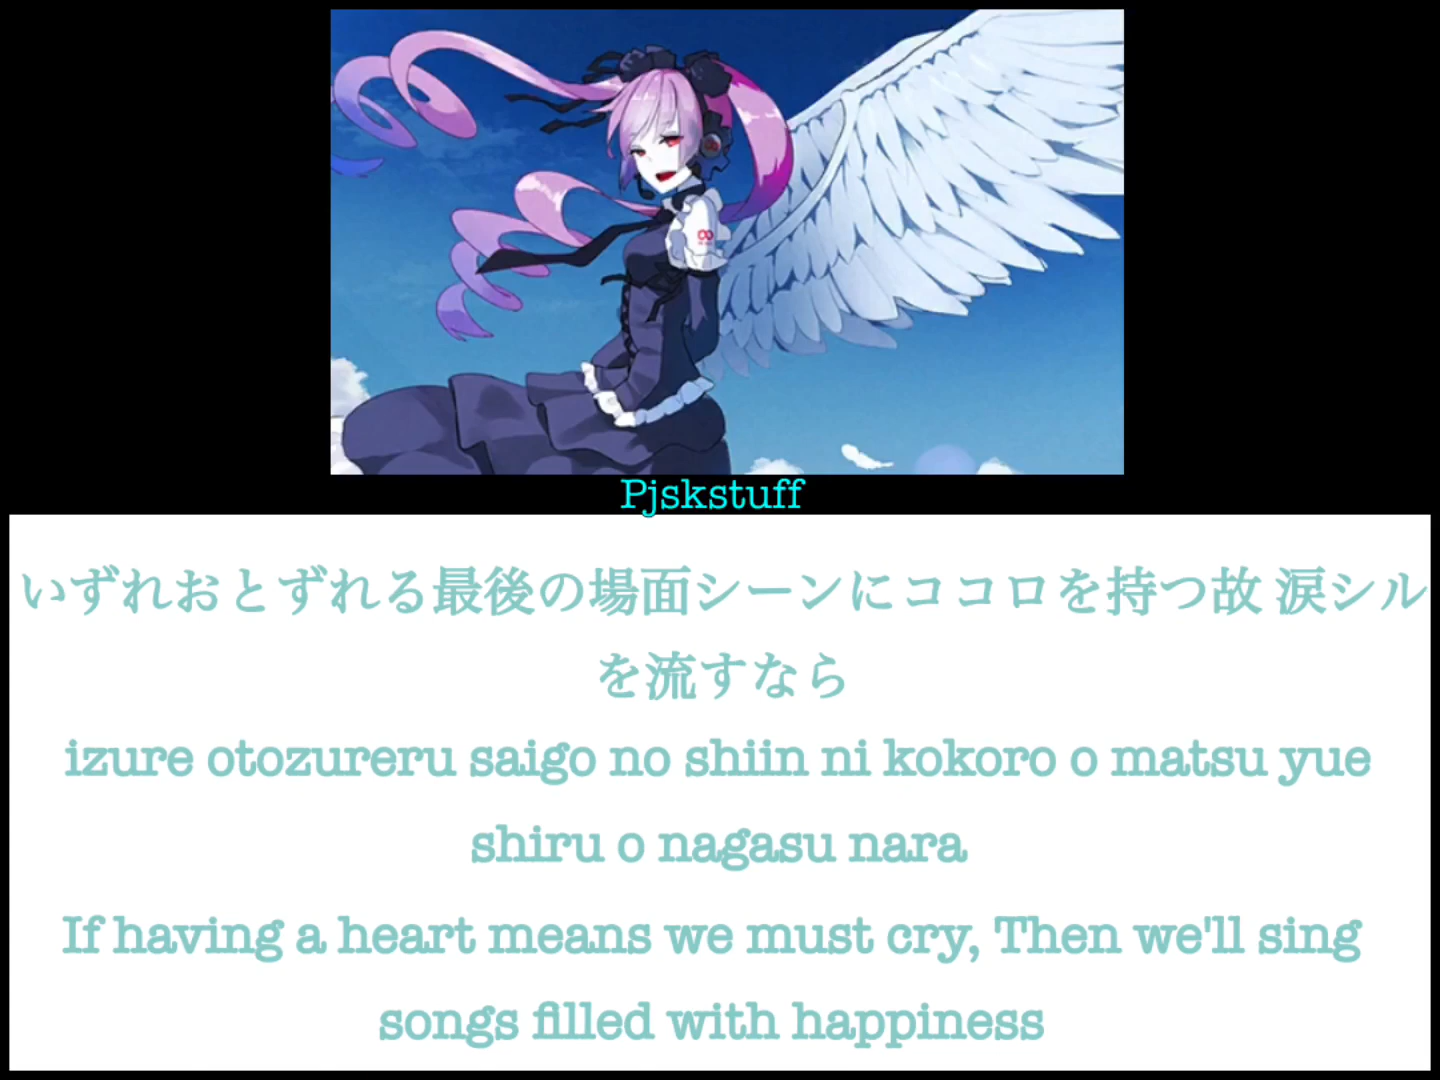 ∞
Pjskstuff
いずれおとずれる最後の場面シーンにココロを持つ故 涙シル
を流すなら
izure otozureru saigo no shiin ni kokoro o matsu yue
shiru o nagasu nara
If having a heart means we must cry, Then we'll sing
songs filled with happiness